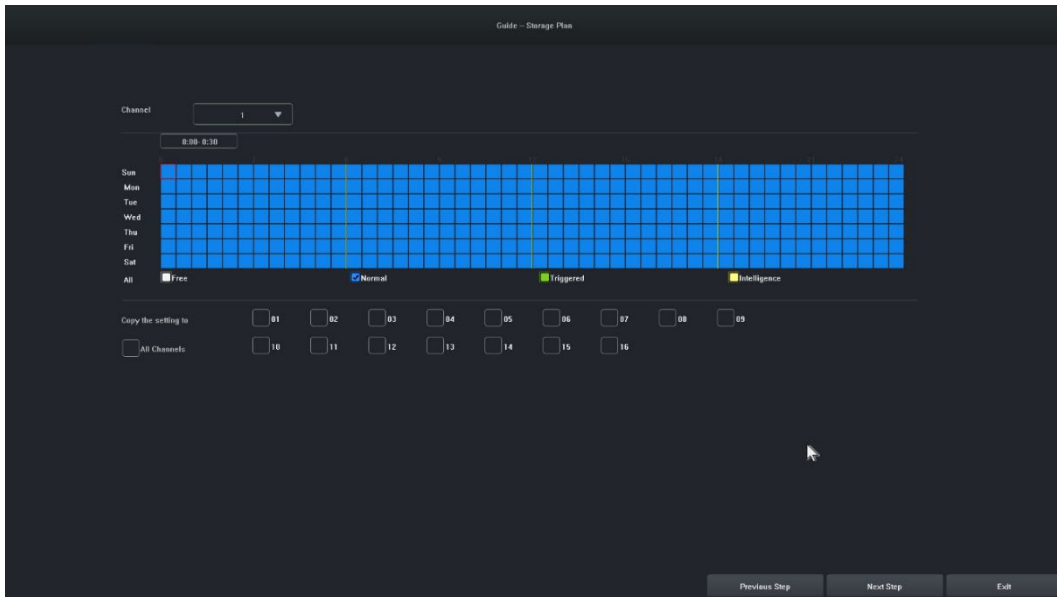 Guide – Storage Plan
Channel 1
0:00- 0:30
Sun
Mon
Tue
Wed
Thu
Fri
Sat
All Free Normal Triggered Intelligence
Copy the setting to 01 02 03 04 05 06 07 08 09
All Channels 10 11 12 13 14 15 16
Previous Step Next Step Exit